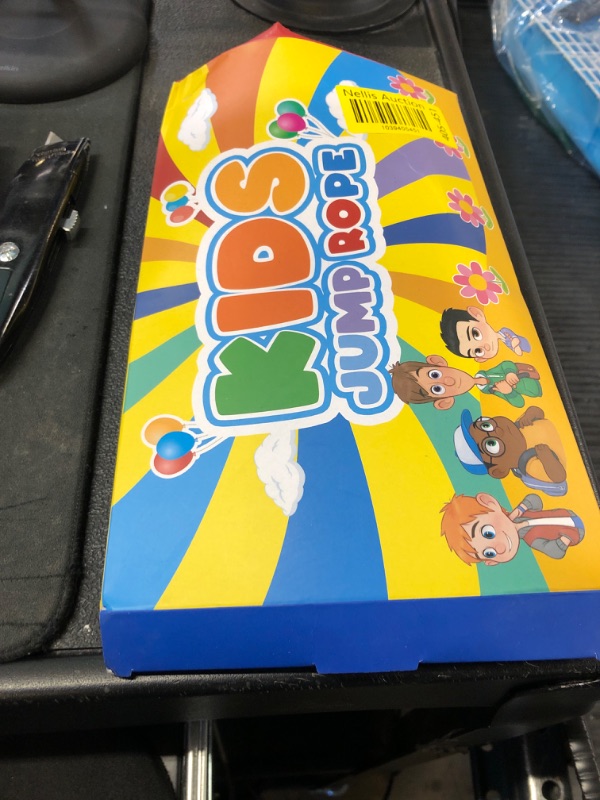 Nellis Auction
KIDS
JUMP ROPE